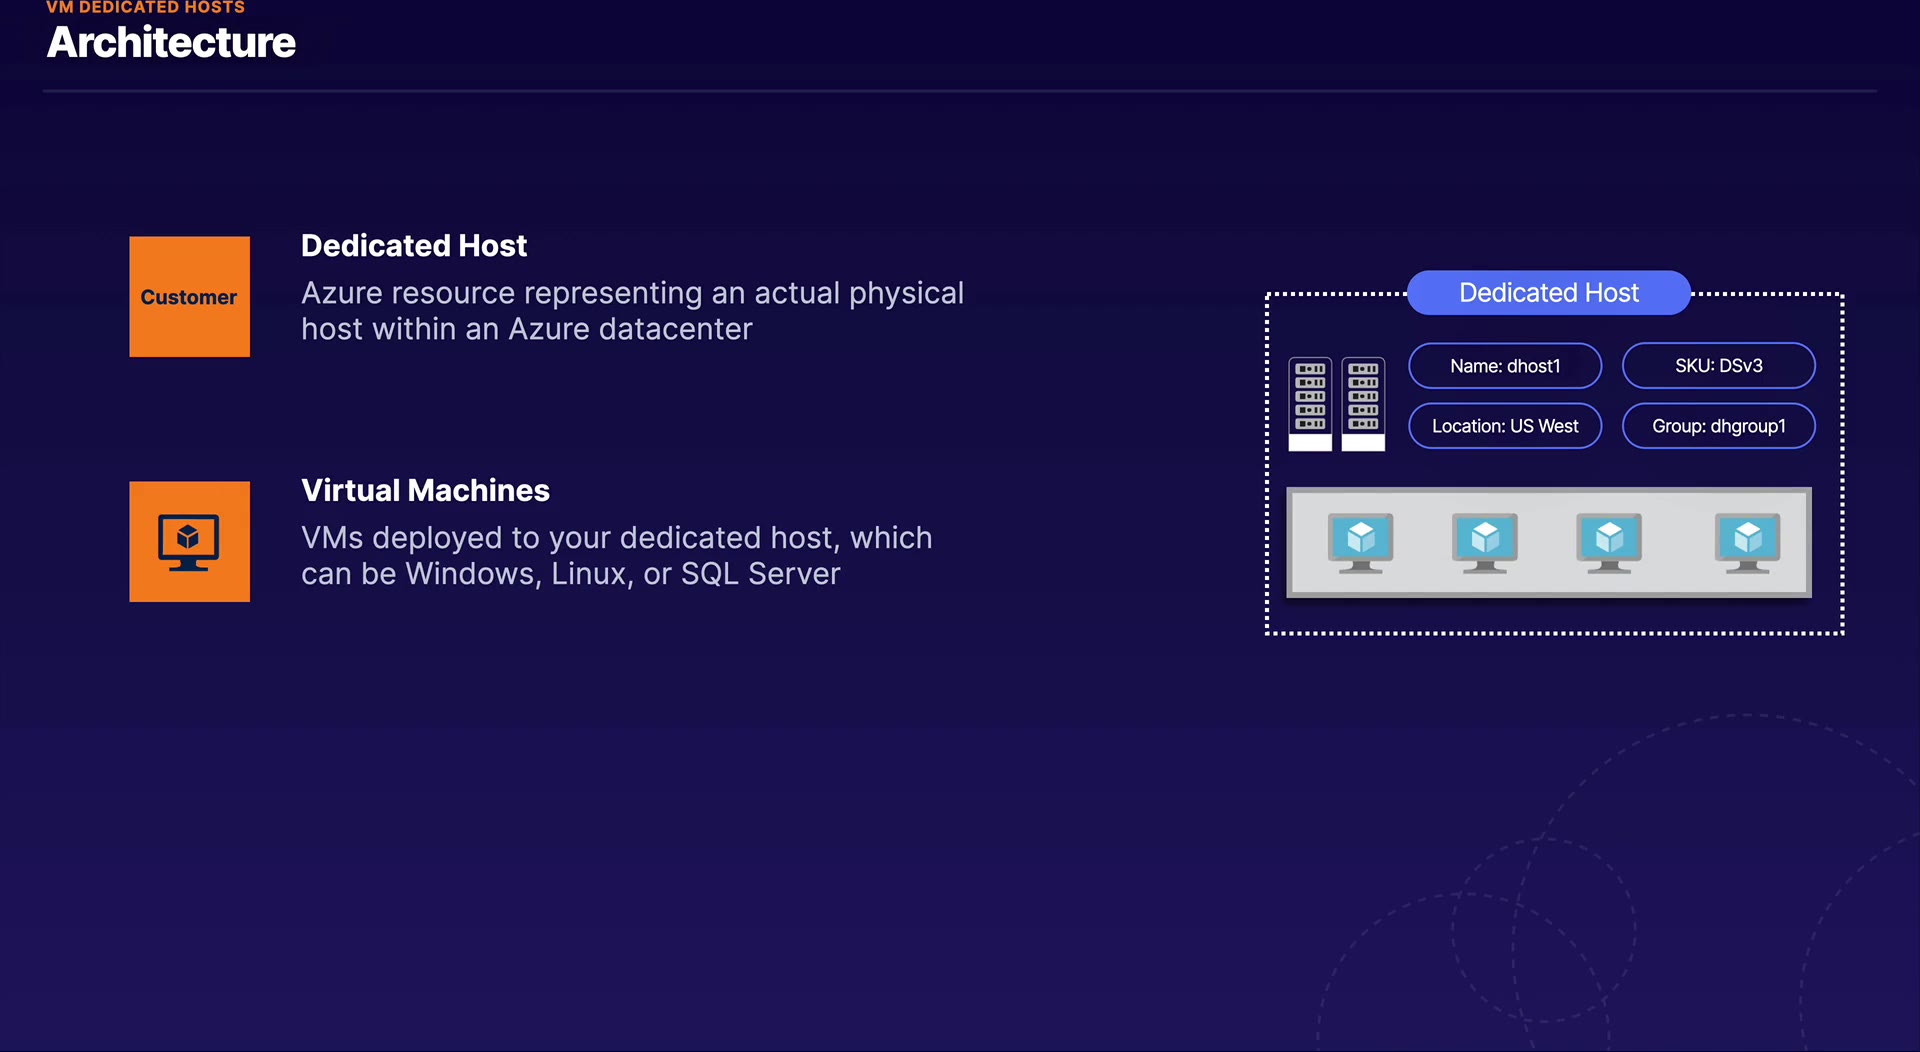 VM DEDICATED HOSTS
Architecture
Customer
Dedicated Host
Azure resource representing an actual physical
host within an Azure datacenter
Virtual Machines
VMs deployed to your dedicated host, which
can be Windows, Linux, or SQL Server
Dedicated Host
Name: dhost1
SKU: DSv3
Location: US West
Group: dhgroup1